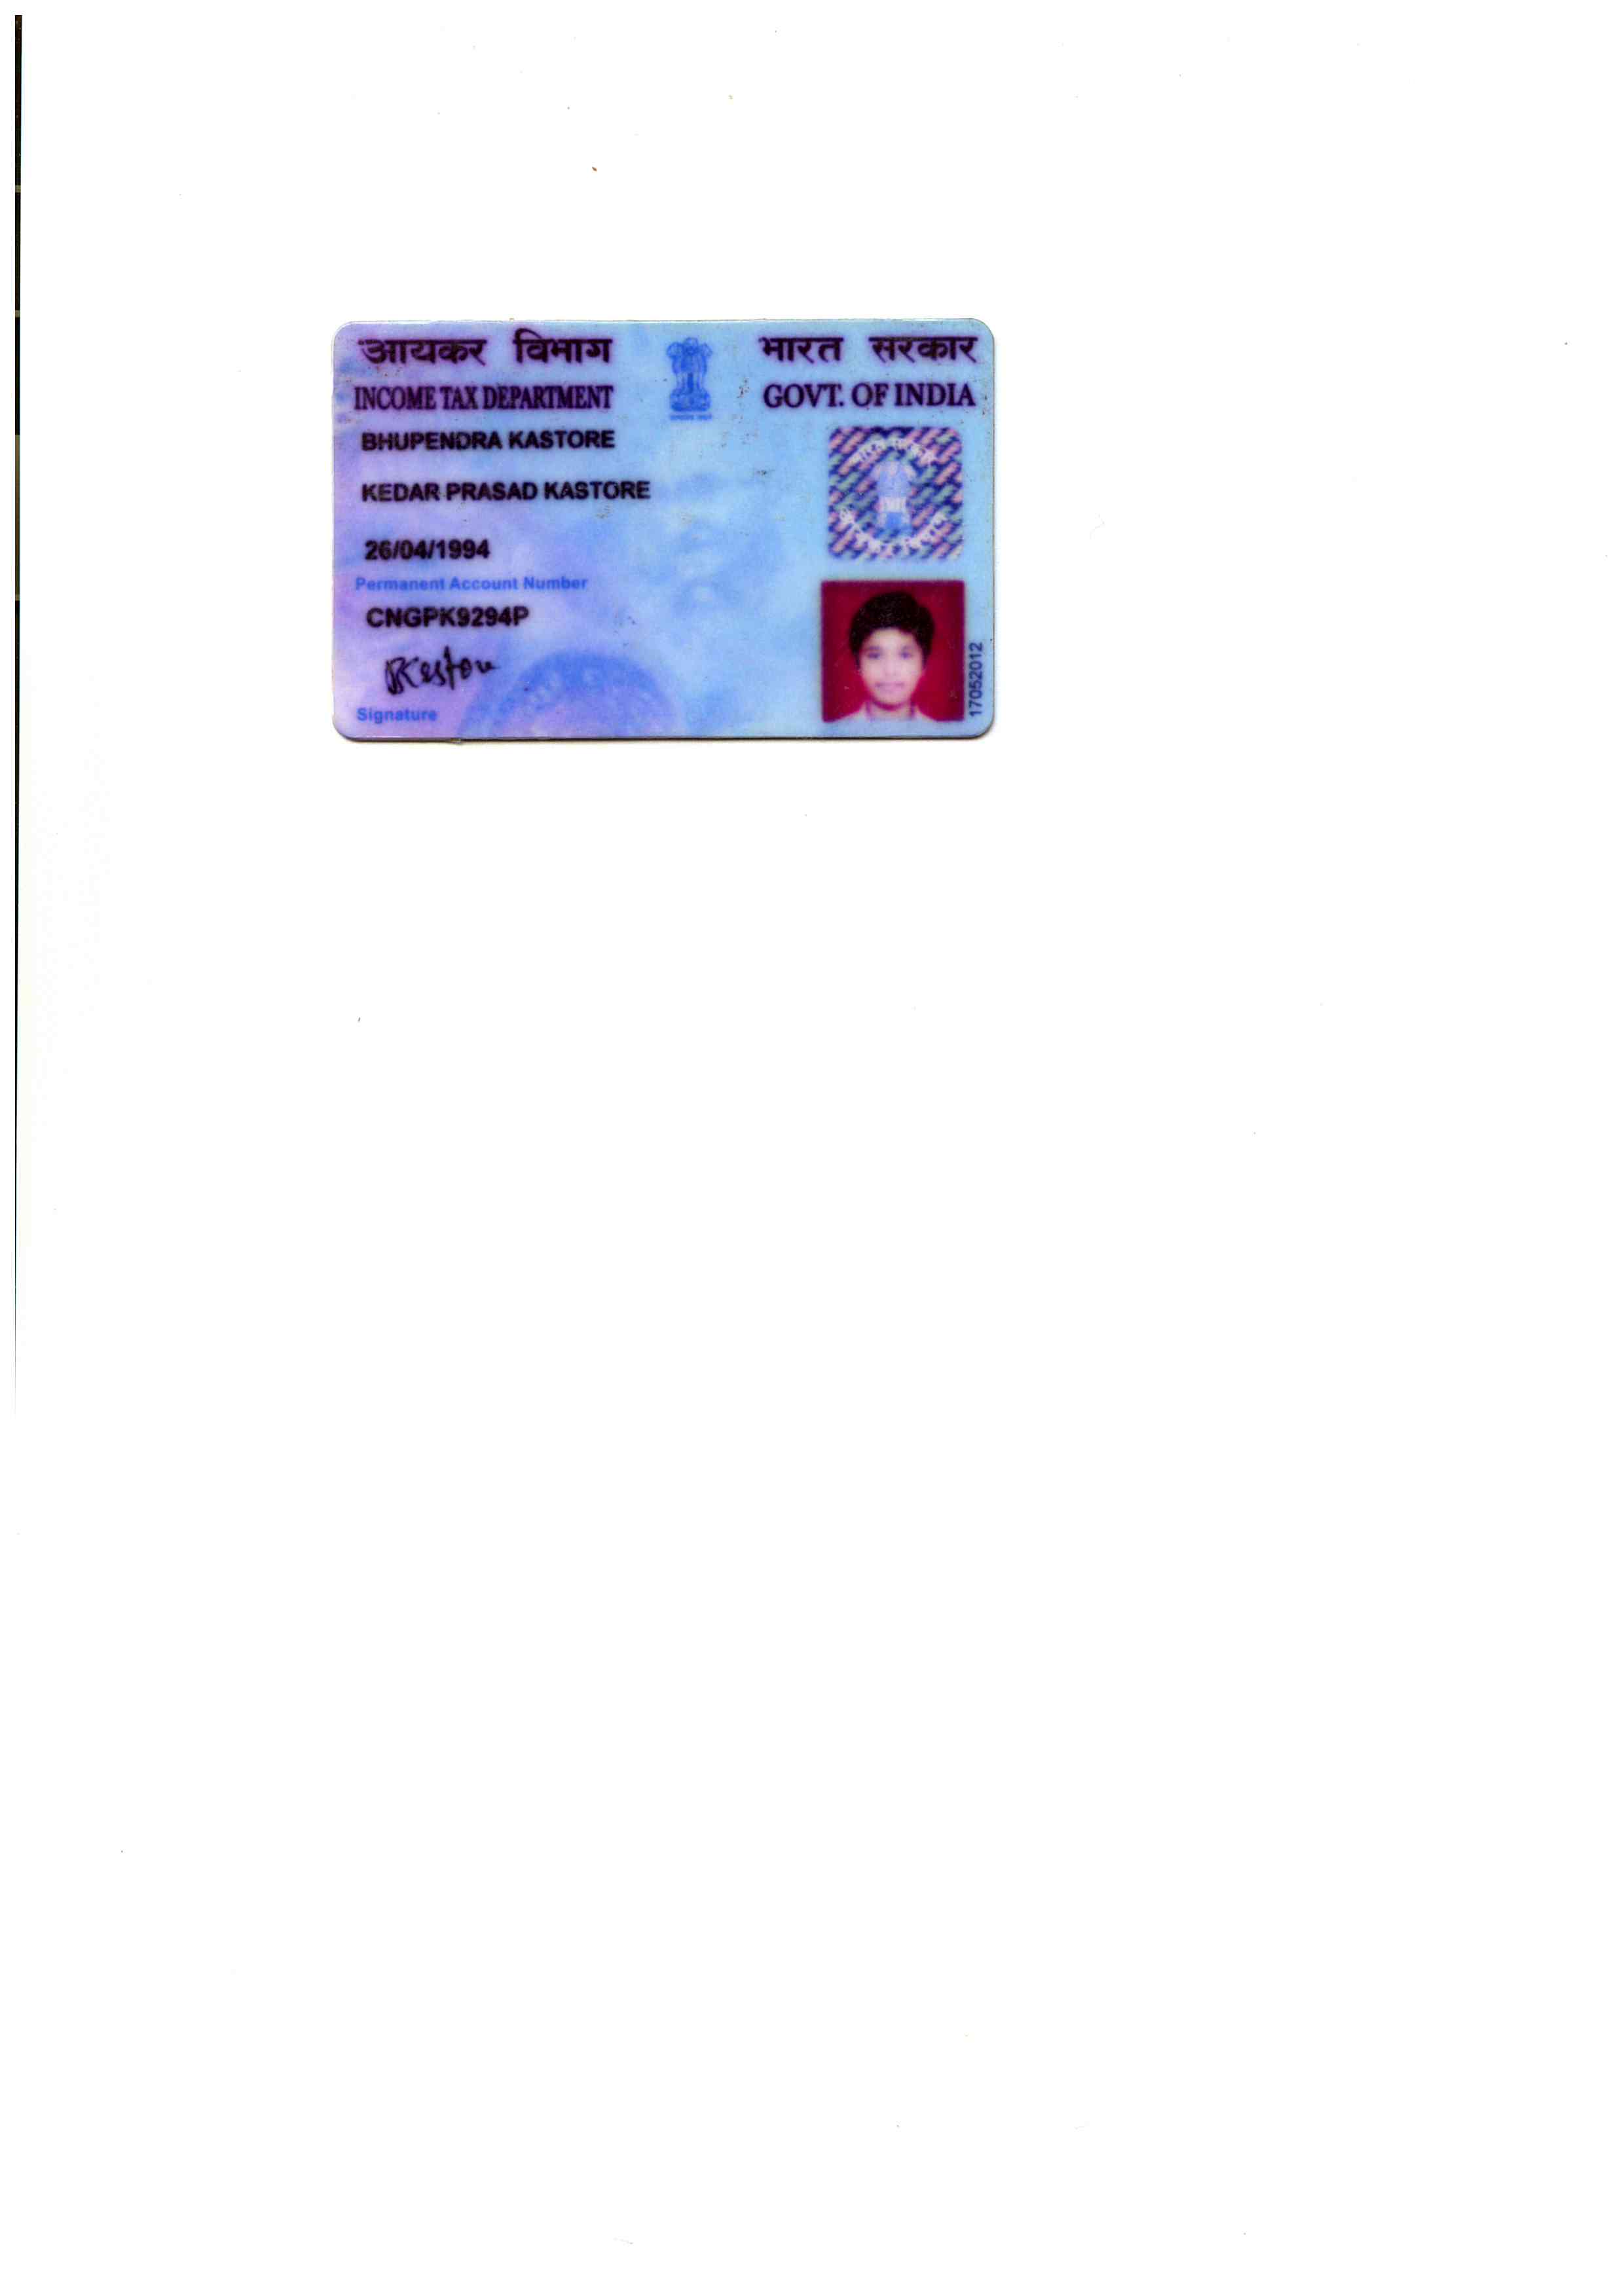 आयकर विभाग भारत सरकार
INCOME TAX DEPARTMENT GOVT. OF INDIA
BHUPENDRA KASTORE
KEDAR PRASAD KASTORE
26/04/1994
Permanent Account Number
CNGPK9294P
Signature
17052012